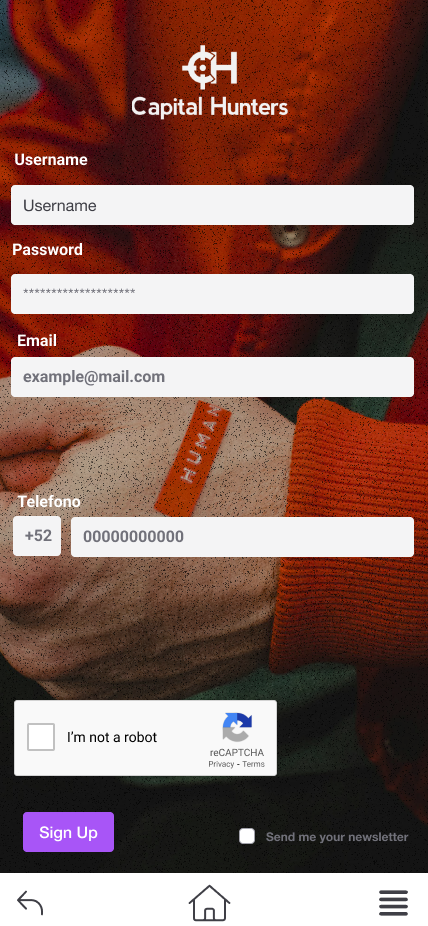 CH
Capital Hunters
Username
Username
Password
********************
Email
example@mail.com
HUMAN
Telefono
+52 00000000000
I'm not a robot
reCAPTCHA
Privacy - Terms
Sign Up
Send me your newsletter